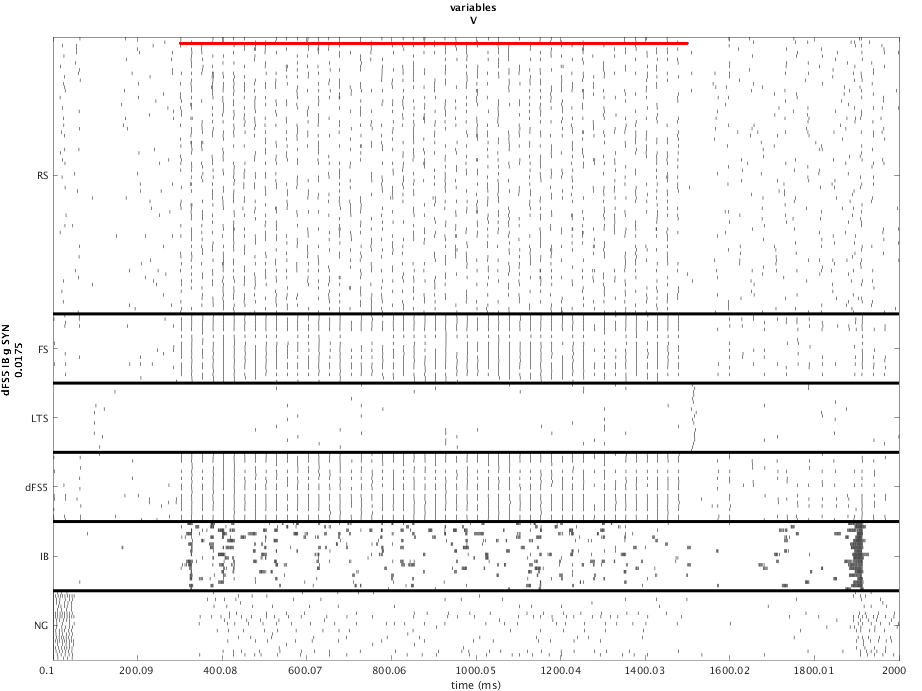 variables
V
RS
FS
LTS
dFS5
IB
NG
dFS5 IB g SYN
0.0175
0.1 200.09 400.08 600.07 800.06 1000.05 1200.04 1400.03 1600.02 1800.01 2000
time (ms)